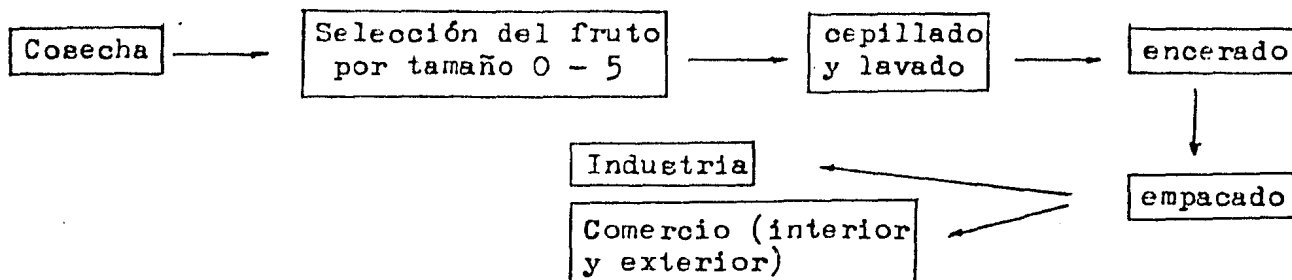 Cosecha
Selección del fruto
por tamaño 0 - 5
cepillado
y lavado
encerado
Industria
empacado
Comercio (interior
y exterior)